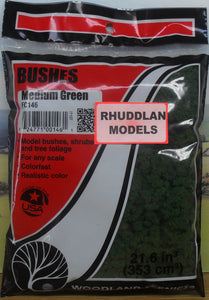 BUSHES
Medium Green
FC146
RHUDDLAN
MODELS
• Model bushes, shrubs
and tree foliage
• For any scale
• Colorfast
• Realistic color
USA
21.6 in³
(353 cm³)
WOODLAND SCENICS